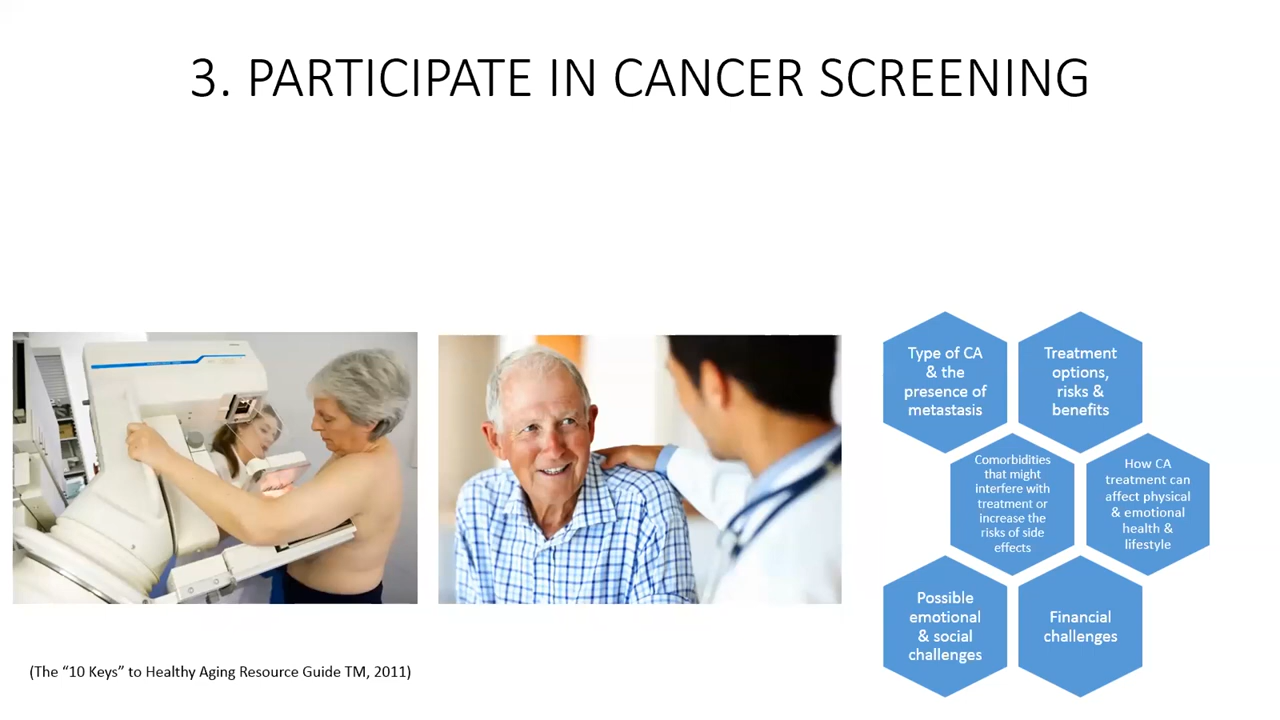 3. PARTICIPATE IN CANCER SCREENING
Type of CA
& the
presence of
metastasis
Treatment
options,
risks &
benefits
Comorbidities
that might
interfere with
treatment or
increase the
risks of side
effects
How CA
treatment can
affect physical
& emotional
health &
lifestyle
Possible
emotional
& social
challenges
Financial
challenges
(The “10 Keys” to Healthy Aging Resource Guide TM, 2011)